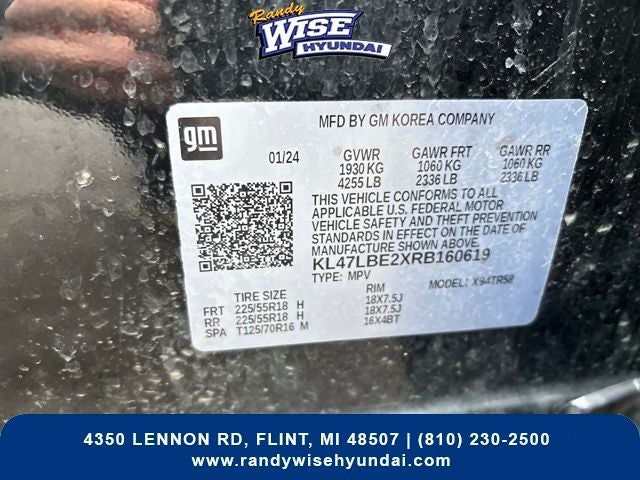 Randy
WISE
HYUNDAI
gm
MFD BY GM KOREA COMPANY
01/24
GVWR GAWR FRT GAWR RR
1930 KG 1060 KG 1060 KG
4255 LB 2336 LB 2336 LB
THIS VEHICLE CONFORMS TO ALL
APPLICABLE U.S. FEDERAL MOTOR
VEHICLE SAFETY AND THEFT PREVENTION
STANDARDS IN EFFECT ON THE DATE OF
MANUFACTURE SHOWN ABOVE.
KL47LBE2XRB160619
TYPE: MPV MODEL: X94TR58
TIRE SIZE RIM
FRT 225/55R18 H 18X7.5J
RR 225/55R18 H 18X7.5J
SPA T125/70R16 M 16X4BT
4350 LENNON RD, FLINT, MI 48507 | (810) 230-2500
www.randywisehyundai.com